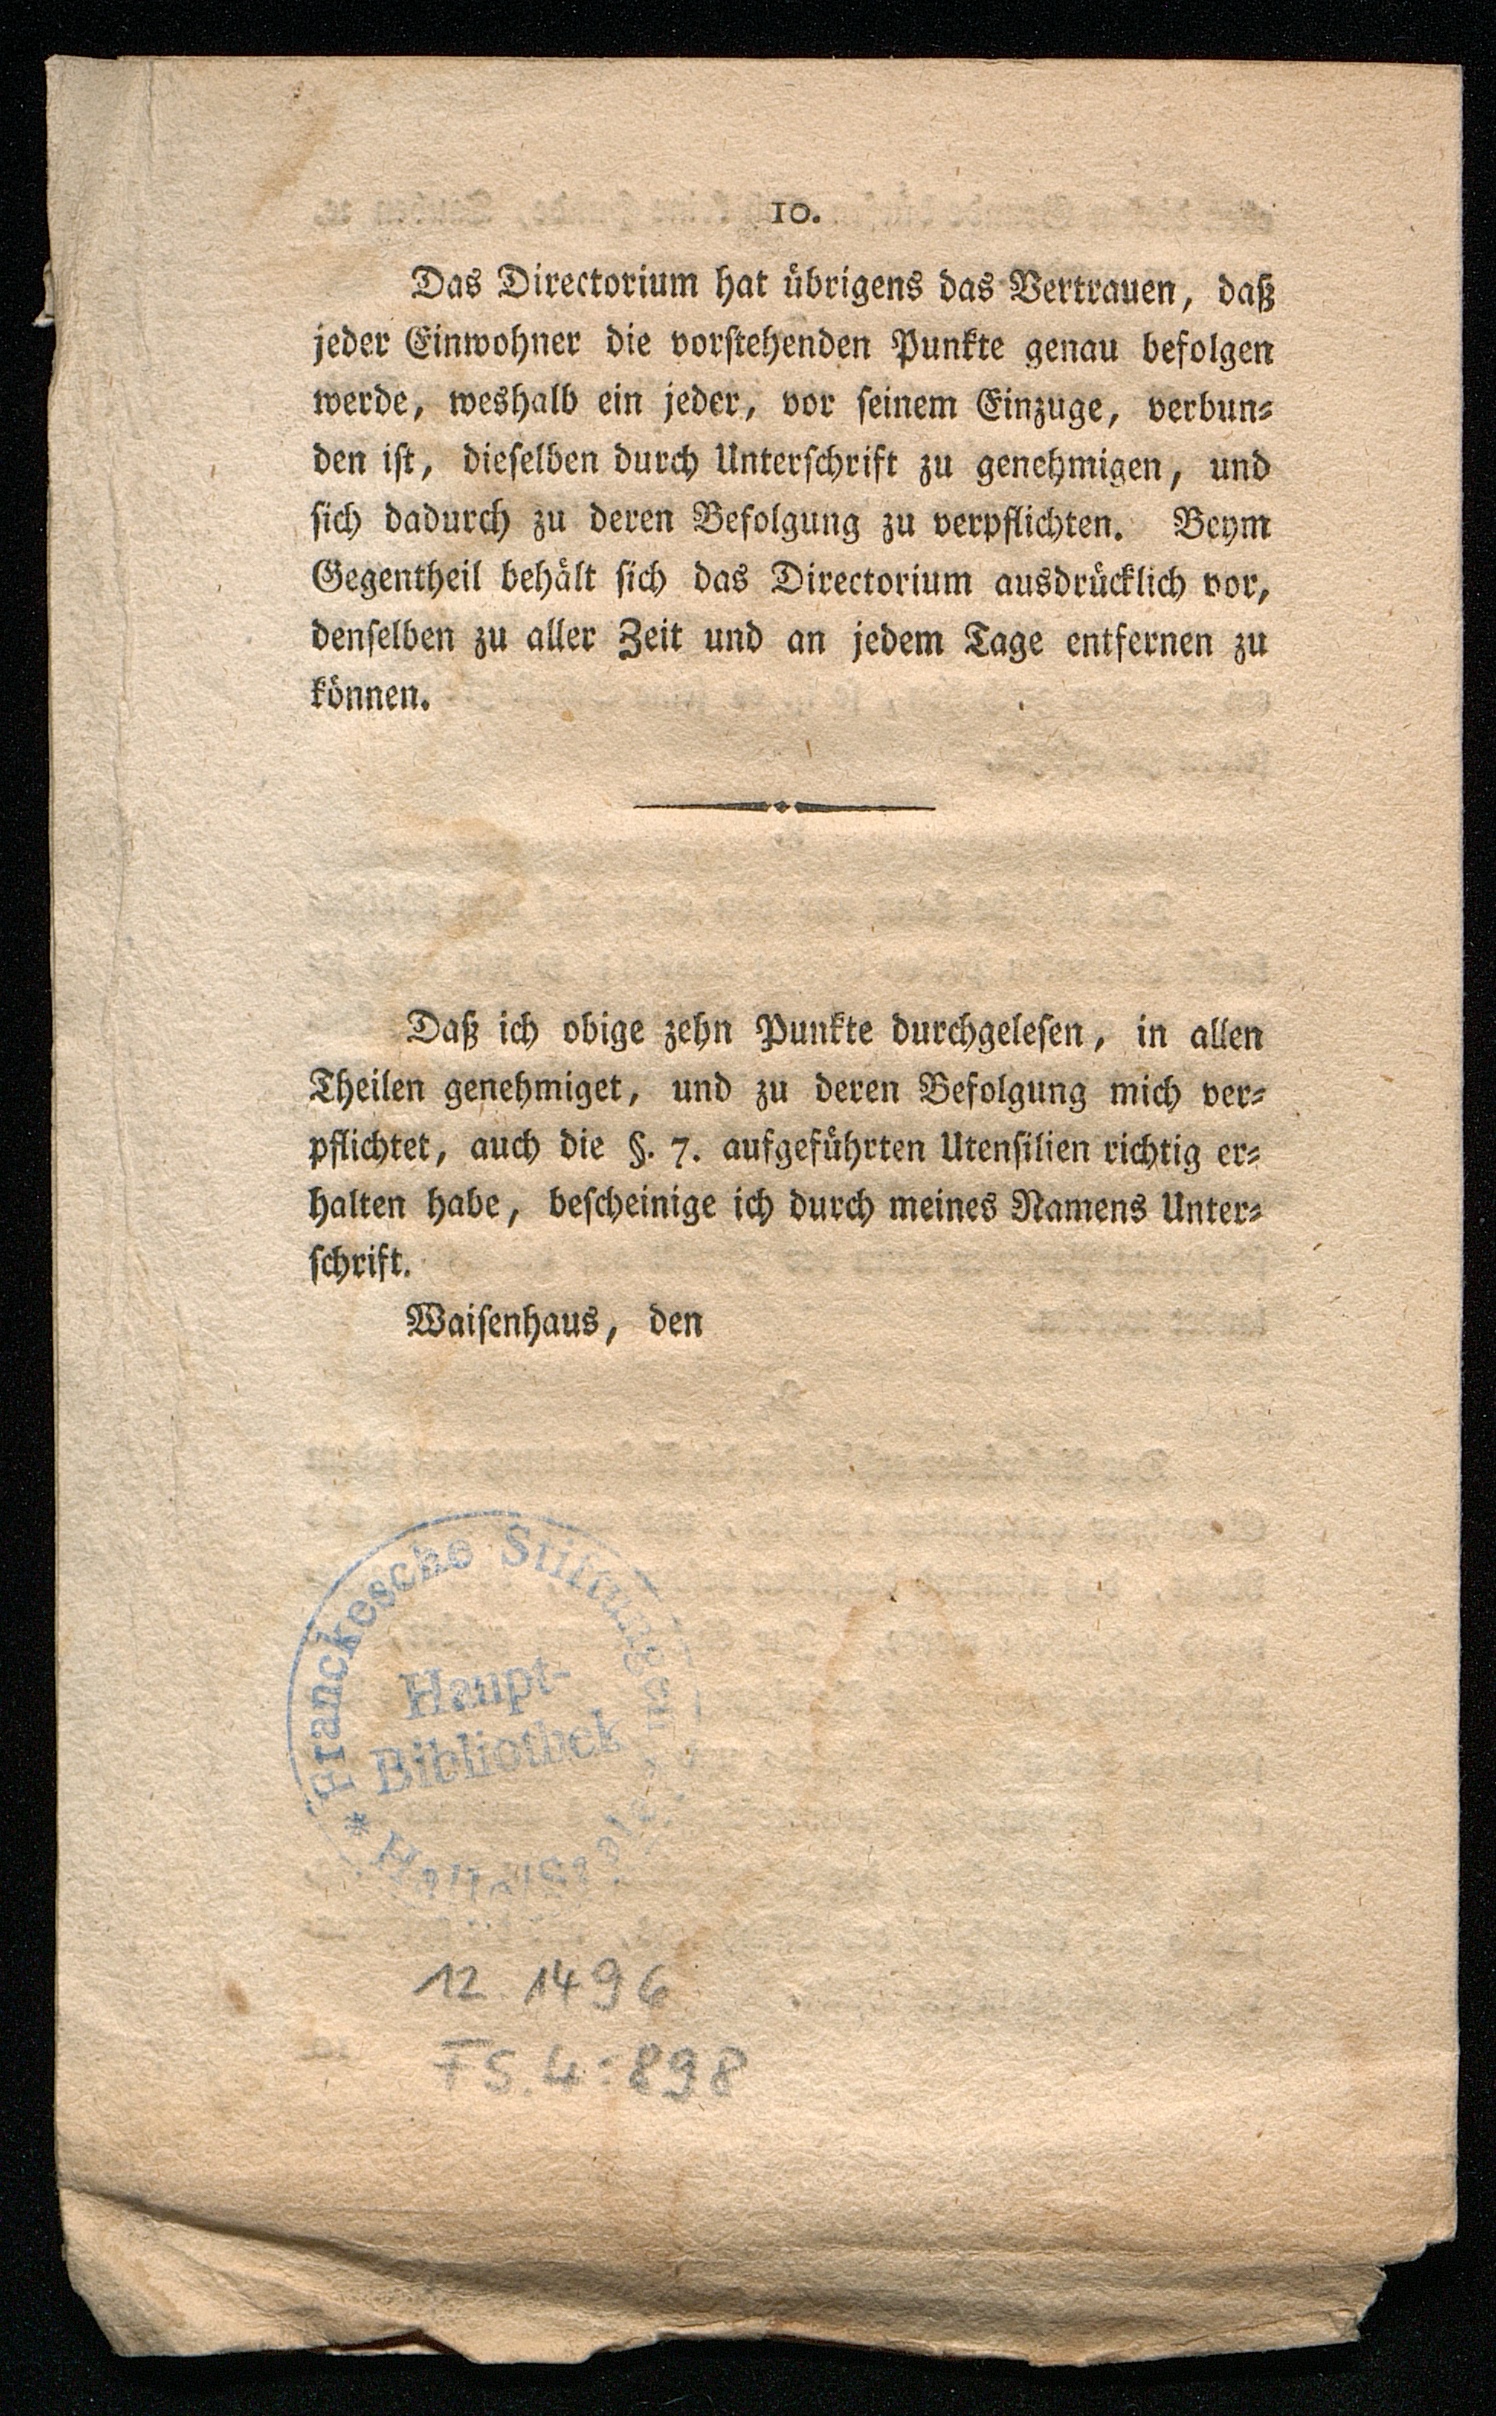 10.
Das Directorium hat übrigens das Vertrauen, daß
jeder Einwohner die vorstehenden Punkte genau befolgen
werde, weshalb ein jeder, vor seinem Einzuge, verbun-
den ist, dieselben durch Unterschrift zu genehmigen, und
sich dadurch zu deren Befolgung zu verpflichten. Beym
Gegentheil behält sich das Directorium ausdrücklich vor,
denselben zu aller Zeit und an jedem Tage entfernen zu
können.
Daß ich obige zehn Punkte durchgelesen, in allen
Theilen genehmiget, und zu deren Befolgung mich ver-
pflichtet, auch die §. 7. aufgeführten Utensilien richtig er-
halten habe, bescheinige ich durch meines Namens Unter-
schrift.
Waisenhaus, den
Franckesche Stiftungen
Haupt-
Bibliothek
* Halle/Saale
12 1496
FS.4:898